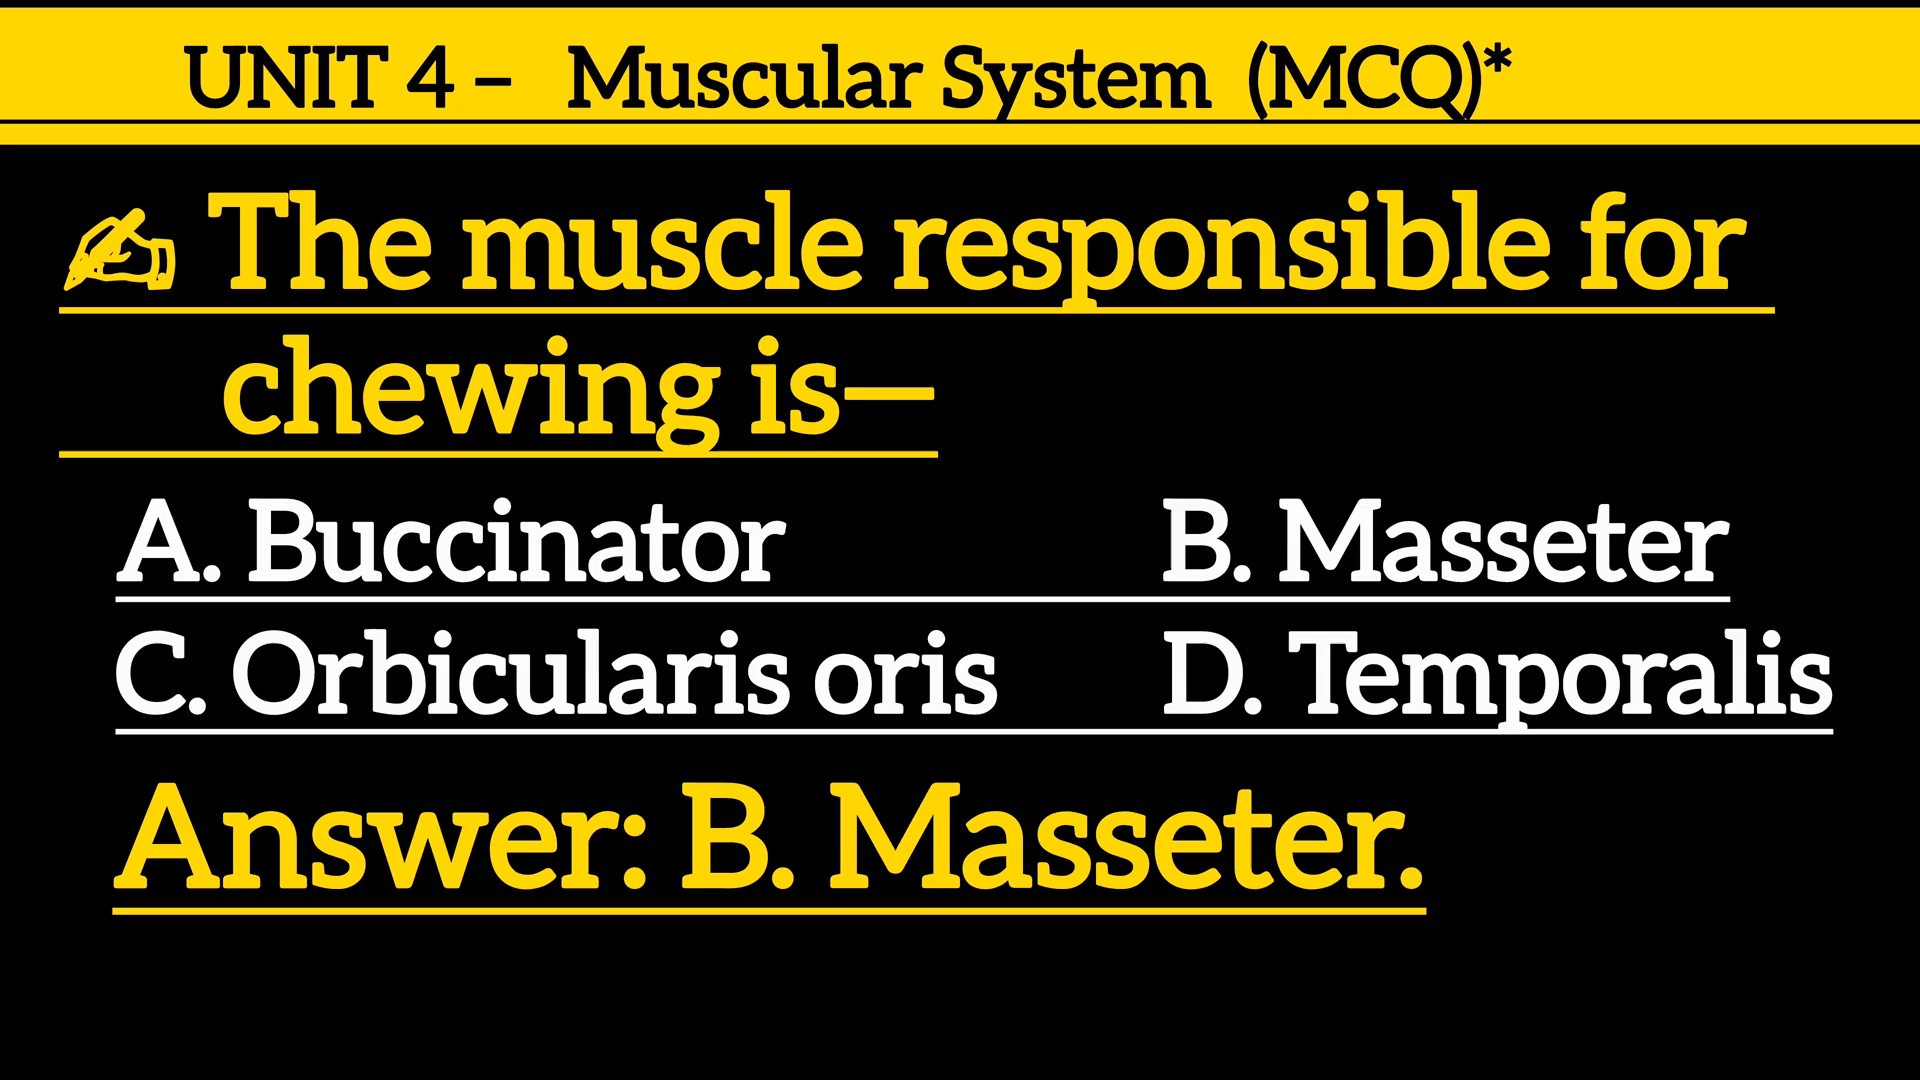 UNIT 4 – Muscular System (MCQ)*
✍ The muscle responsible for
chewing is—
A. Buccinator B. Masseter
C. Orbicularis oris D. Temporalis
Answer: B. Masseter.